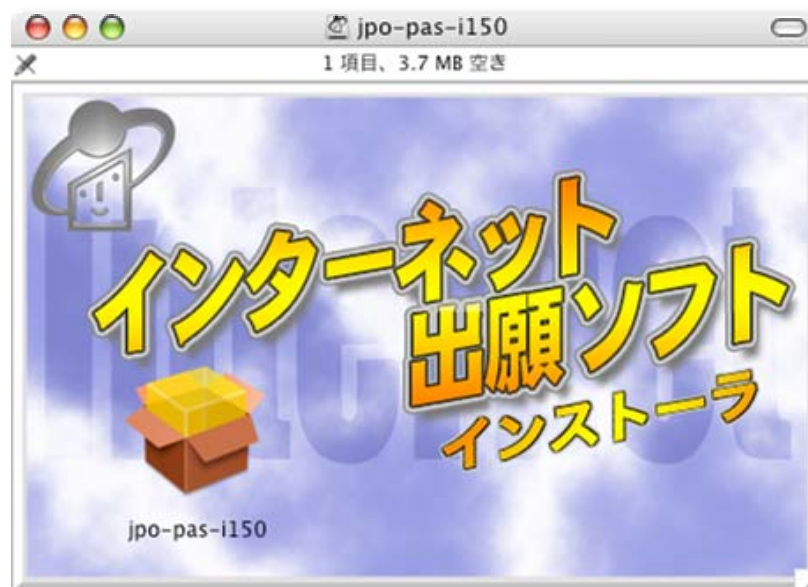 jpo-pas-i150
1 項目、3.7 MB 空き
Internet
インターネット
出願ソフト
インストーラ
jpo-pas-i150